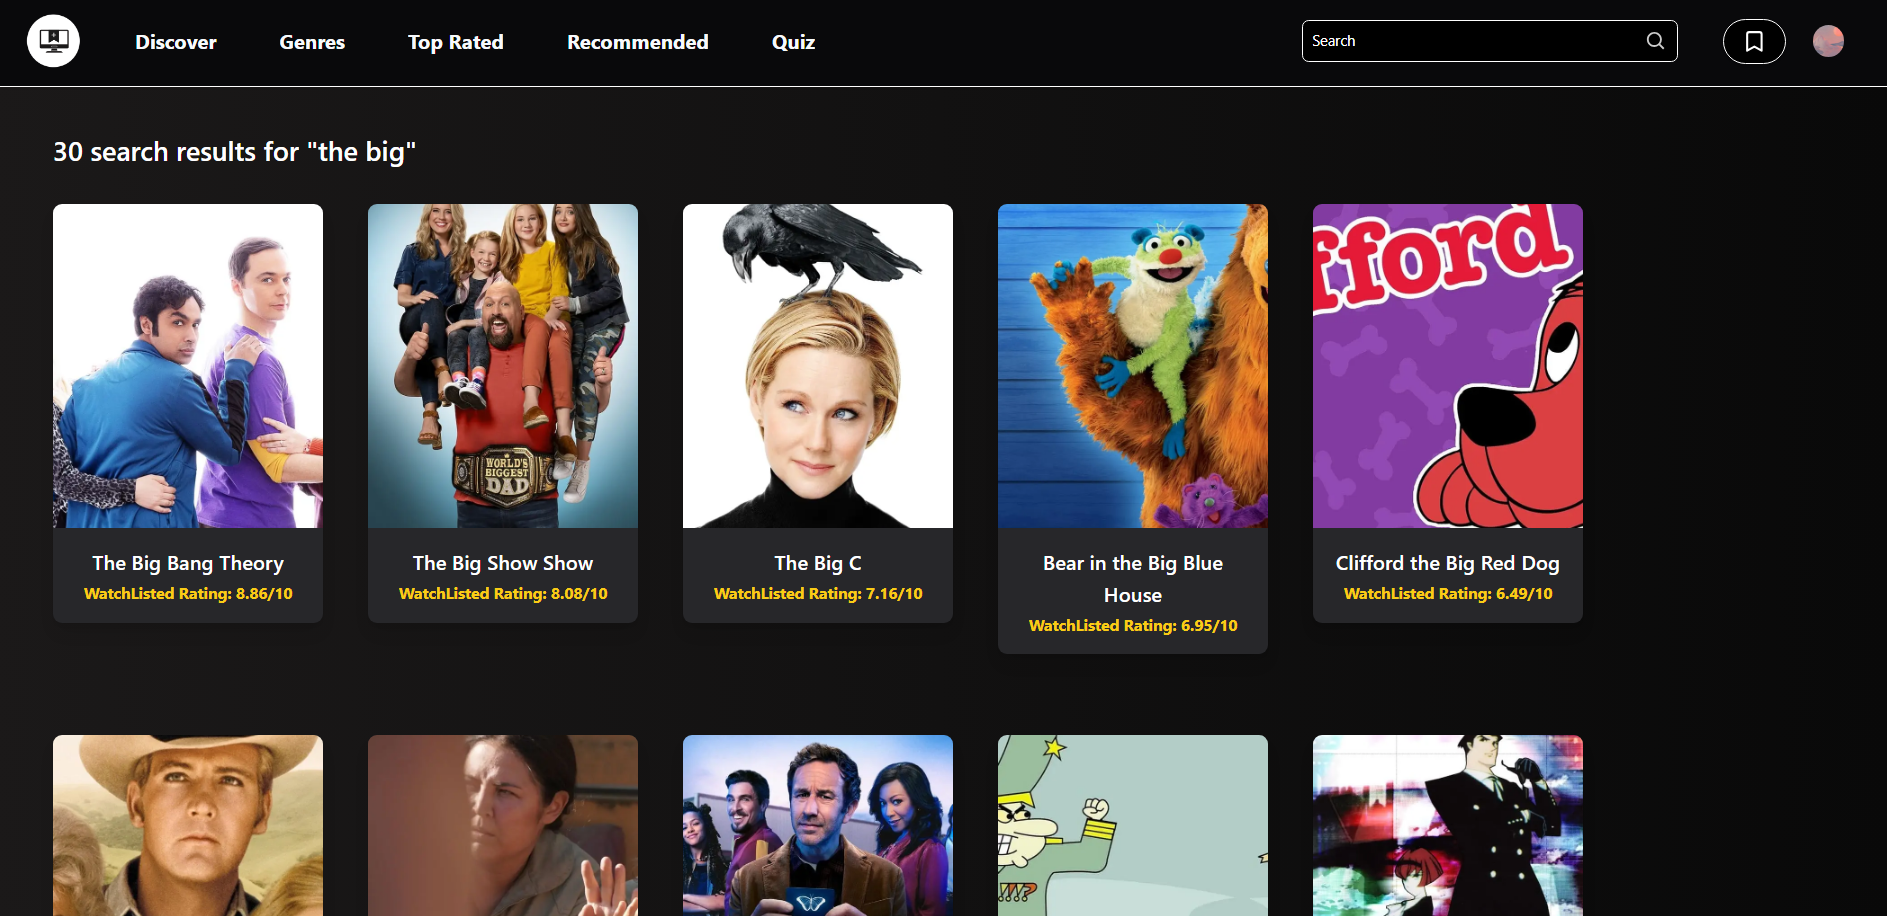 Discover
Genres
Top Rated
Recommended
Quiz
Search
30 search results for "the big"
fford
WORLD'S
BIGGEST
DAD
The Big Bang Theory
WatchListed Rating: 8.86/10
The Big Show Show
WatchListed Rating: 8.08/10
The Big C
WatchListed Rating: 7.16/10
Bear in the Big Blue
House
WatchListed Rating: 6.95/10
Clifford the Big Red Dog
WatchListed Rating: 6.49/10